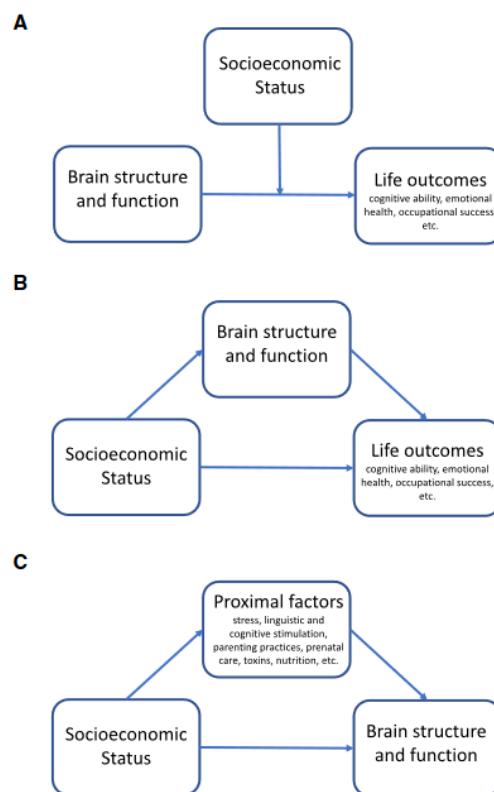 A
Socioeconomic
Status
Brain structure
and function
Life outcomes
cognitive ability, emotional
health, occupational success
etc.
B
Brain structure
and function
Socioeconomic
Status
Life outcomes
cognitive ability, emotional
health, occupational success,
etc.
C
Proximal factors
stress, linguistic and
cognitive stimulation,
parenting practices, prenatal
care, toxins, nutrition, etc.
Socioeconomic
Status
Brain structure
and function